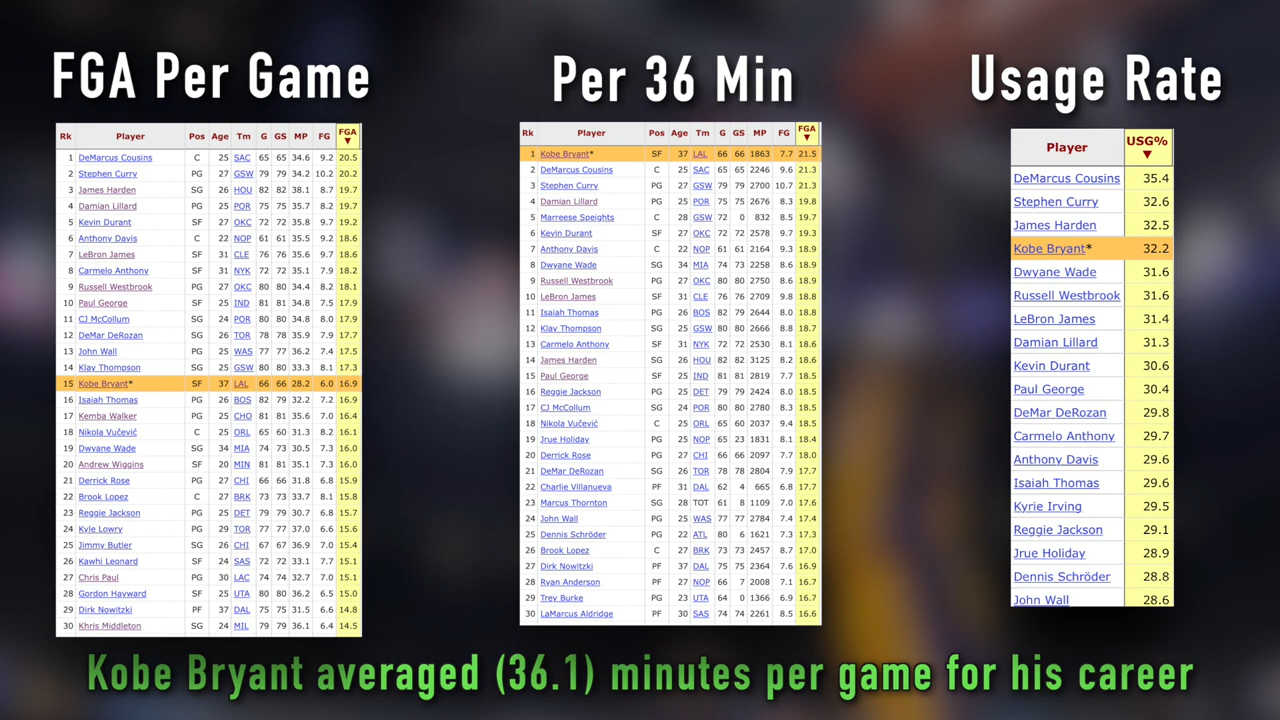 FGA Per Game
Rk Player Pos Age Tm G GS MP FG FGA ▼
1 DeMarcus Cousins C 25 SAC 65 65 34.6 9.2 20.5
2 Stephen Curry PG 27 GSW 79 79 34.2 10.2 20.2
3 James Harden SG 26 HOU 82 82 38.1 8.7 19.7
4 Damian Lillard PG 25 POR 75 75 35.7 8.2 19.7
5 Kevin Durant SF 27 OKC 72 72 35.8 9.7 19.2
6 Anthony Davis C 22 NOP 61 61 35.5 9.2 18.6
7 LeBron James SF 31 CLE 76 76 35.6 9.7 18.6
8 Carmelo Anthony SF 31 NYK 72 72 35.1 7.9 18.2
9 Russell Westbrook PG 27 OKC 80 80 34.4 8.2 18.1
10 Paul George SF 25 IND 81 81 34.8 7.5 17.9
11 CJ McCollum SG 24 POR 80 80 34.8 8.0 17.9
12 DeMar DeRozan SG 26 TOR 78 78 35.9 7.9 17.7
13 John Wall PG 25 WAS 77 77 36.2 7.4 17.5
14 Klay Thompson SG 25 GSW 80 80 33.3 8.1 17.3
15 Kobe Bryant* SF 37 LAL 66 66 28.2 6.0 16.9
16 Isaiah Thomas PG 26 BOS 82 79 32.2 7.2 16.9
17 Kemba Walker PG 25 CHO 81 81 35.6 7.0 16.4
18 Nikola Vučević C 25 ORL 65 60 31.3 8.2 16.1
19 Dwyane Wade SG 34 MIA 74 73 30.5 7.3 16.0
20 Andrew Wiggins SF 20 MIN 81 81 35.1 7.3 16.0
21 Derrick Rose PG 27 CHI 66 66 31.8 6.8 15.9
22 Brook Lopez C 27 BRK 73 73 33.7 8.1 15.8
23 Reggie Jackson PG 25 DET 79 79 30.7 6.8 15.7
24 Kyle Lowry PG 29 TOR 77 77 37.0 6.6 15.6
25 Jimmy Butler SG 26 CHI 67 67 36.9 7.0 15.4
26 Kawhi Leonard SF 24 SAS 72 72 33.1 7.7 15.1
27 Chris Paul PG 30 LAC 74 74 32.7 7.0 15.1
28 Gordon Hayward SF 25 UTA 80 80 36.2 6.5 15.0
29 Dirk Nowitzki PF 37 DAL 75 75 31.5 6.6 14.8
30 Khris Middleton SG 24 MIL 79 79 36.1 6.4 14.5
Per 36 Min
Rk Player Pos Age Tm G GS MP FG FGA ▼
1 Kobe Bryant* SF 37 LAL 66 66 1863 7.7 21.5
2 DeMarcus Cousins C 25 SAC 65 65 2246 9.6 21.3
3 Stephen Curry PG 27 GSW 79 79 2700 10.7 21.3
4 Damian Lillard PG 25 POR 75 75 2676 8.3 19.8
5 Marreese Speights C 28 GSW 72 0 832 8.5 19.7
6 Kevin Durant SF 27 OKC 72 72 2578 9.7 19.3
7 Anthony Davis C 22 NOP 61 61 2164 9.3 18.9
8 Dwyane Wade SG 34 MIA 74 73 2258 8.6 18.9
9 Russell Westbrook PG 27 OKC 80 80 2750 8.6 18.9
10 LeBron James SF 31 CLE 76 76 2709 9.8 18.8
11 Isaiah Thomas PG 26 BOS 82 79 2644 8.0 18.8
12 Klay Thompson SG 25 GSW 80 80 2666 8.8 18.7
13 Carmelo Anthony SF 31 NYK 72 72 2530 8.1 18.6
14 James Harden SG 26 HOU 82 82 3125 8.2 18.6
15 Paul George SF 25 IND 81 81 2819 7.7 18.5
16 Reggie Jackson PG 25 DET 79 79 2424 8.0 18.5
17 CJ McCollum SG 24 POR 80 80 2780 8.3 18.5
18 Nikola Vučević C 25 ORL 65 60 2037 9.4 18.5
19 Jrue Holiday PG 25 NOP 65 23 1831 8.1 18.4
20 Derrick Rose PG 27 CHI 66 66 2097 7.7 18.0
21 DeMar DeRozan SG 26 TOR 78 78 2804 7.9 17.7
22 Charlie Villanueva PF 31 DAL 62 4 665 6.8 17.7
23 Marcus Thornton SG 28 TOT 61 8 1109 7.0 17.6
24 John Wall PG 25 WAS 77 77 2784 7.4 17.4
25 Dennis Schröder PG 22 ATL 80 6 1621 7.3 17.3
26 Brook Lopez C 27 BRK 73 73 2457 8.7 17.0
27 Dirk Nowitzki PF 37 DAL 75 75 2364 7.6 16.9
28 Ryan Anderson PF 27 NOP 66 7 2008 7.1 16.7
29 Trey Burke PG 23 UTA 64 0 1366 6.9 16.7
30 LaMarcus Aldridge PF 30 SAS 74 74 2261 8.5 16.6
Usage Rate
Player USG% ▼
DeMarcus Cousins 35.4
Stephen Curry 32.6
James Harden 32.5
Kobe Bryant* 32.2
Dwyane Wade 31.6
Russell Westbrook 31.6
LeBron James 31.4
Damian Lillard 31.3
Kevin Durant 30.6
Paul George 30.4
DeMar DeRozan 29.8
Carmelo Anthony 29.7
Anthony Davis 29.6
Isaiah Thomas 29.6
Kyrie Irving 29.5
Reggie Jackson 29.1
Jrue Holiday 28.9
Dennis Schröder 28.8
John Wall 28.6
Kobe Bryant averaged (36.1) minutes per game for his career